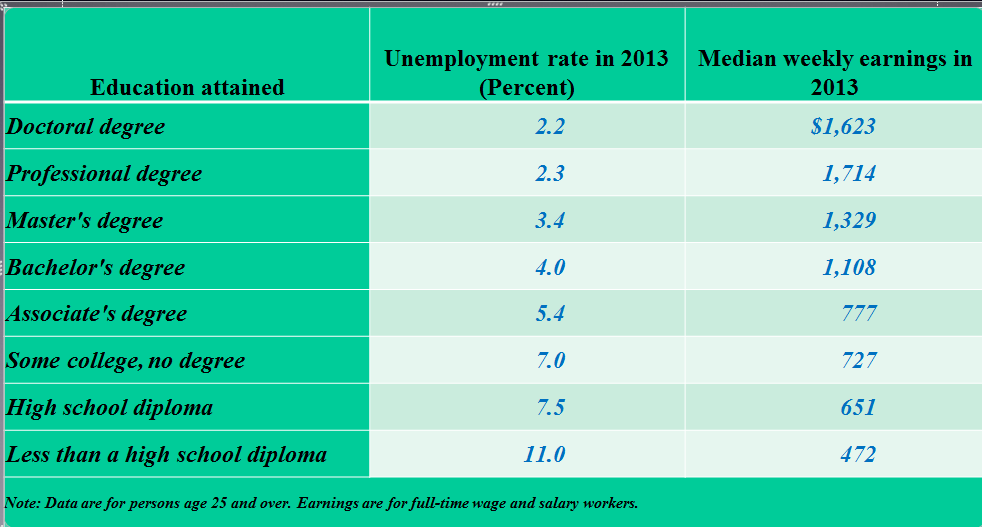 Education attained Unemployment rate in 2013 (Percent) Median weekly earnings in 2013
Doctoral degree 2.2 $1,623
Professional degree 2.3 1,714
Master's degree 3.4 1,329
Bachelor's degree 4.0 1,108
Associate's degree 5.4 777
Some college, no degree 7.0 727
High school diploma 7.5 651
Less than a high school diploma 11.0 472
Note: Data are for persons age 25 and over. Earnings are for full-time wage and salary workers.